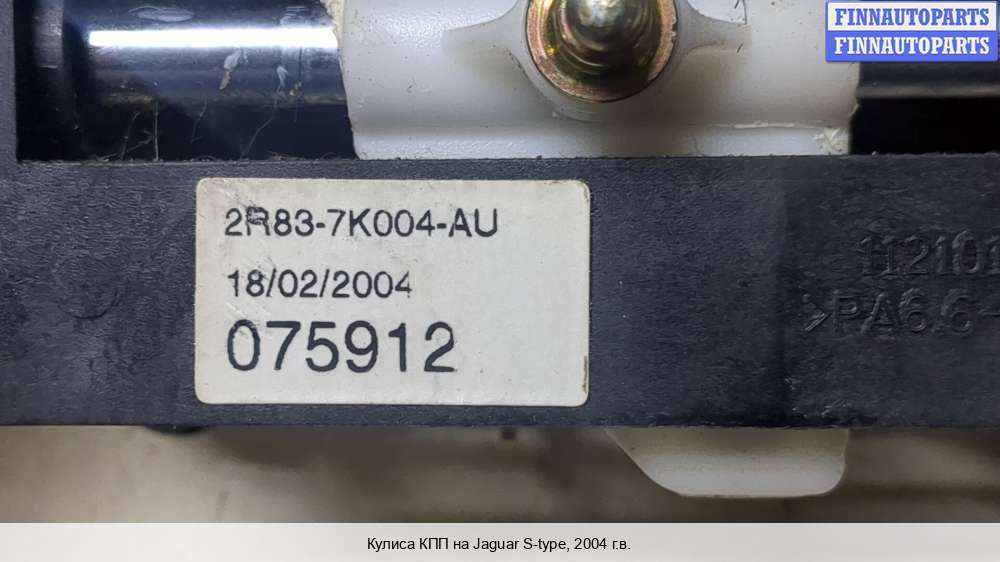 FINNAUTOPARTS
FINNAUTOPARTS
2R83-7K004-AU
18/02/2004
075912
>PA6.6-
Кулиса КПП на Jaguar S-type, 2004 г.в.